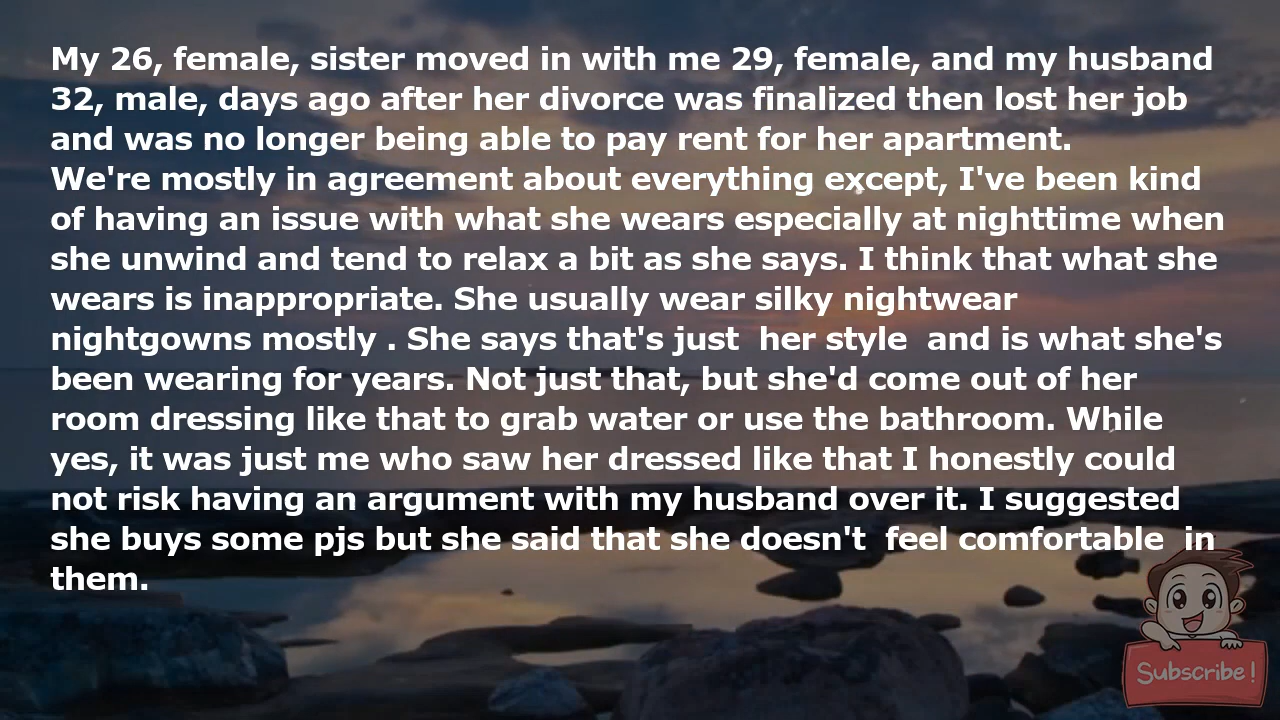 My 26, female, sister moved in with me 29, female, and my husband
32, male, days ago after her divorce was finalized then lost her job
and was no longer being able to pay rent for her apartment.
We're mostly in agreement about everything except, I've been kind
of having an issue with what she wears especially at nighttime when
she unwind and tend to relax a bit as she says. I think that what she
wears is inappropriate. She usually wear silky nightwear
nightgowns mostly . She says that's just  her style  and is what she's
been wearing for years. Not just that, but she'd come out of her
room dressing like that to grab water or use the bathroom. While
yes, it was just me who saw her dressed like that I honestly could
not risk having an argument with my husband over it. I suggested
she buys some pjs but she said that she doesn't  feel comfortable  in
them.
Subscribe!